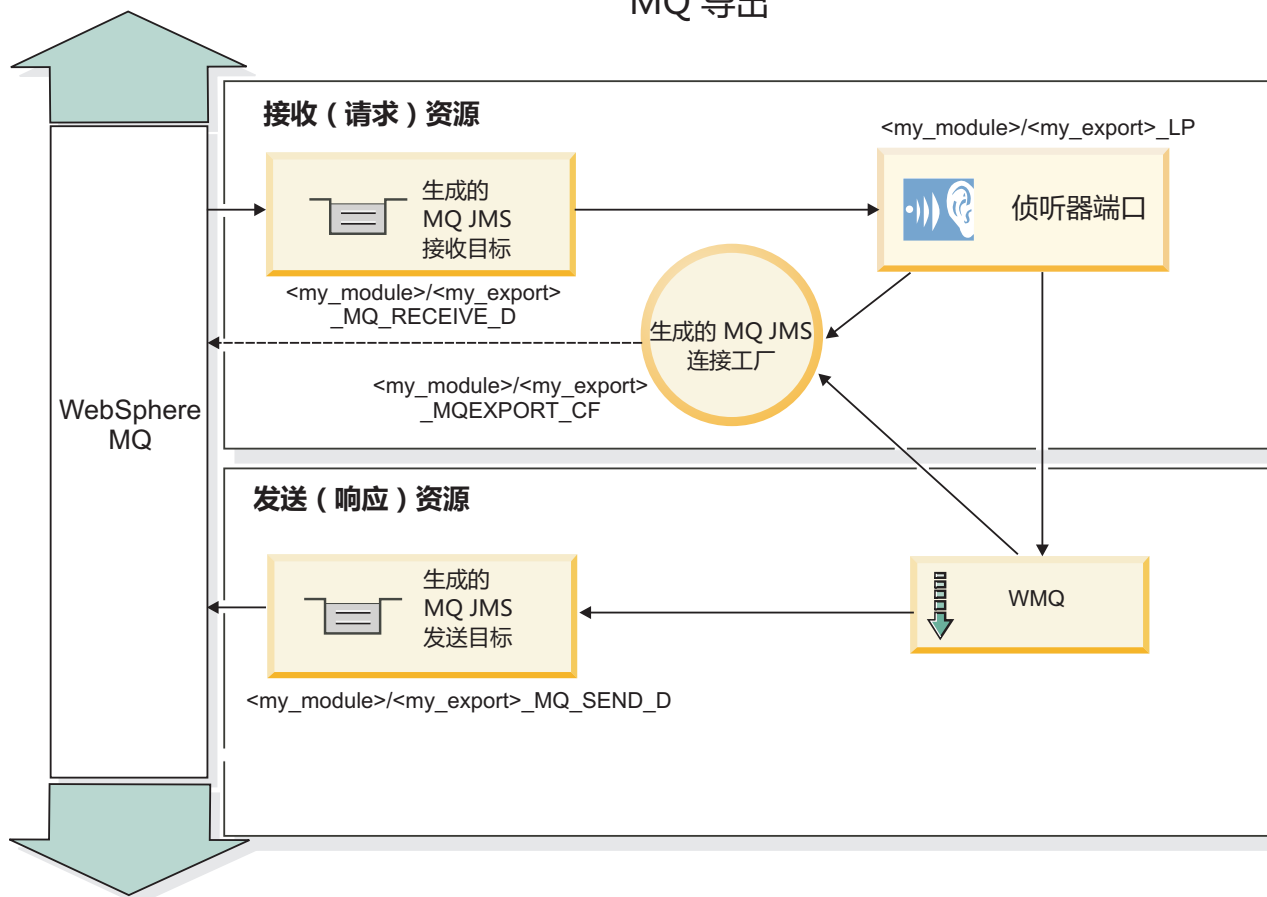 MQ 导出
接收（请求）资源
<my_module>/<my_export>_LP
生成的
MQ JMS
接收目标
侦听器端口
<my_module>/<my_export>
_MQ_RECEIVE_D
生成的 MQ JMS
连接工厂
<my_module>/<my_export>
_MQEXPORT_CF
WebSphere
MQ
发送（响应）资源
生成的
MQ JMS
发送目标
WMQ
<my_module>/<my_export>_MQ_SEND_D